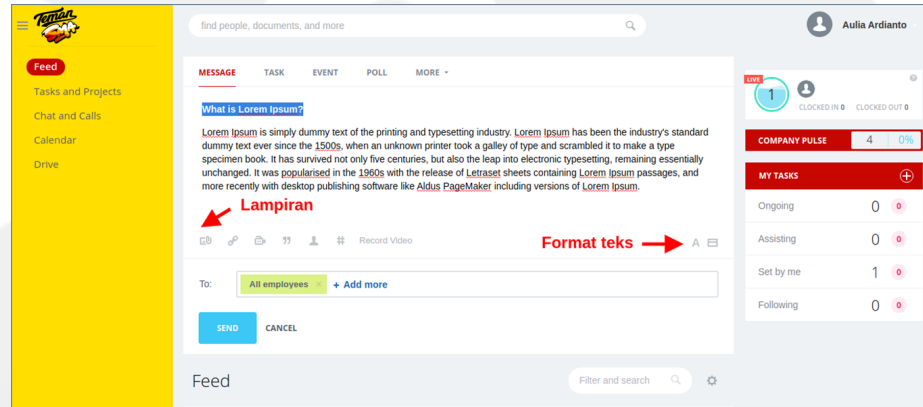 Teman
find people, documents, and more
Aulia Ardianto
Feed
Tasks and Projects
Chat and Calls
Calendar
Drive
MESSAGE TASK EVENT POLL MORE
What is Lorem Ipsum?
Lorem Ipsum is simply dummy text of the printing and typesetting industry. Lorem Ipsum has been the industry's standard
dummy text ever since the 1500s, when an unknown printer took a galley of type and scrambled it to make a type
specimen book. It has survived not only five centuries, but also the leap into electronic typesetting, remaining essentially
unchanged. It was popularised in the 1960s with the release of Letraset sheets containing Lorem Ipsum passages, and
more recently with desktop publishing software like Aldus PageMaker including versions of Lorem Ipsum.
Lampiran
# Record Video
Format teks
A
To: All employees × + Add more
SEND CANCEL
Feed
Filter and search
LIVE
1
CLOCKED IN 0 CLOCKED OUT 0
COMPANY PULSE 4 0%
MY TASKS
Ongoing 0 0
Assisting 0 0
Set by me 1 0
Following 0 0